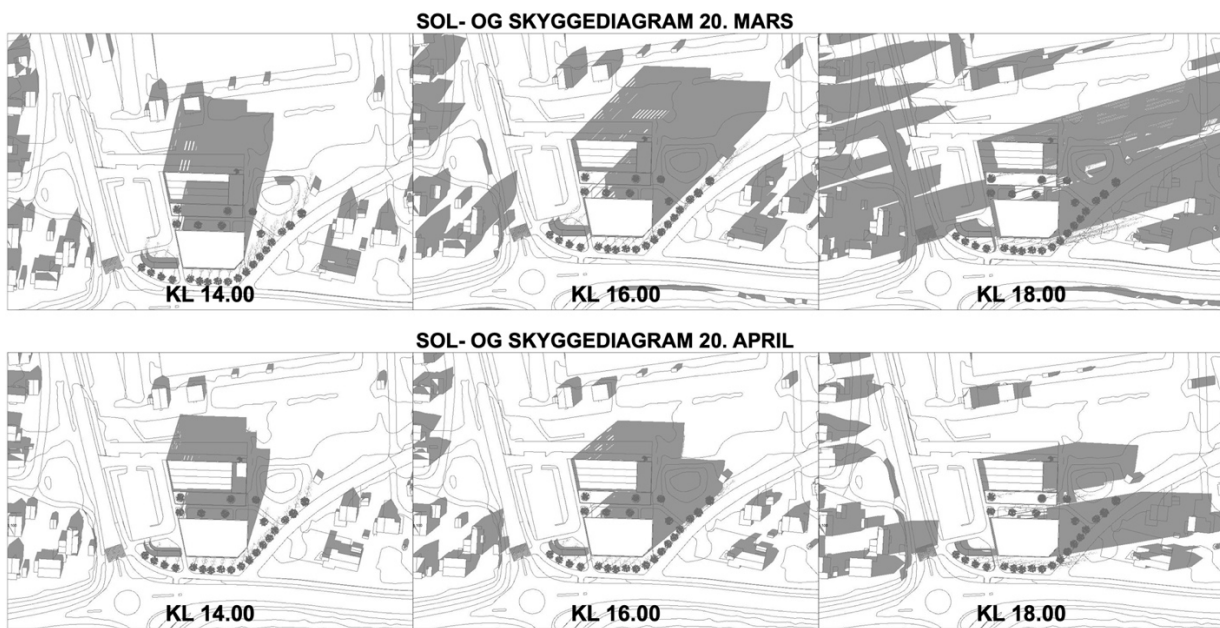 SOL- OG SKYGGEDIAGRAM 20. MARS
KL 14.00
KL 16.00
KL 18.00
SOL- OG SKYGGEDIAGRAM 20. APRIL
KL 14.00
KL 16.00
KL 18.00